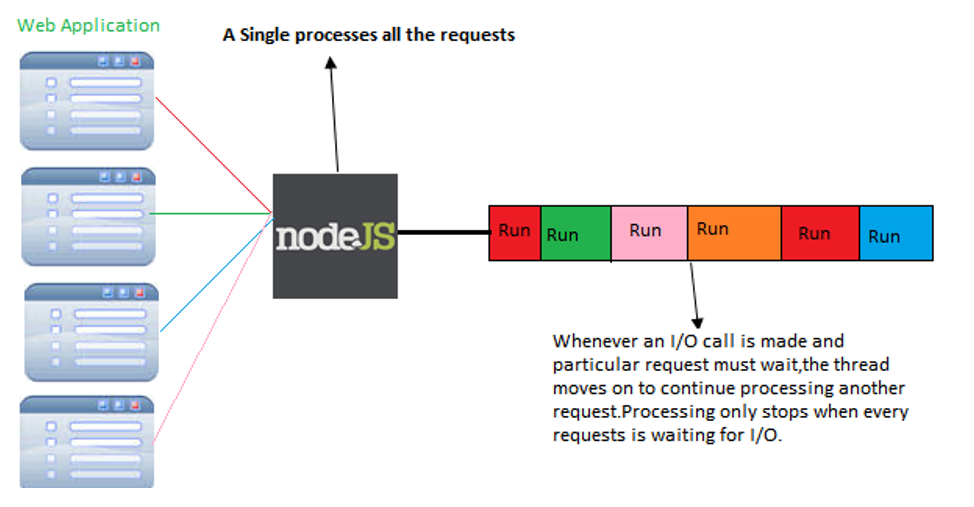 Web Application
A Single processes all the requests
nodeJS
Run
Run
Run
Run
Run
Run
Whenever an I/O call is made and
particular request must wait,the thread
moves on to continue processing another
request.Processing only stops when every
requests is waiting for I/O.